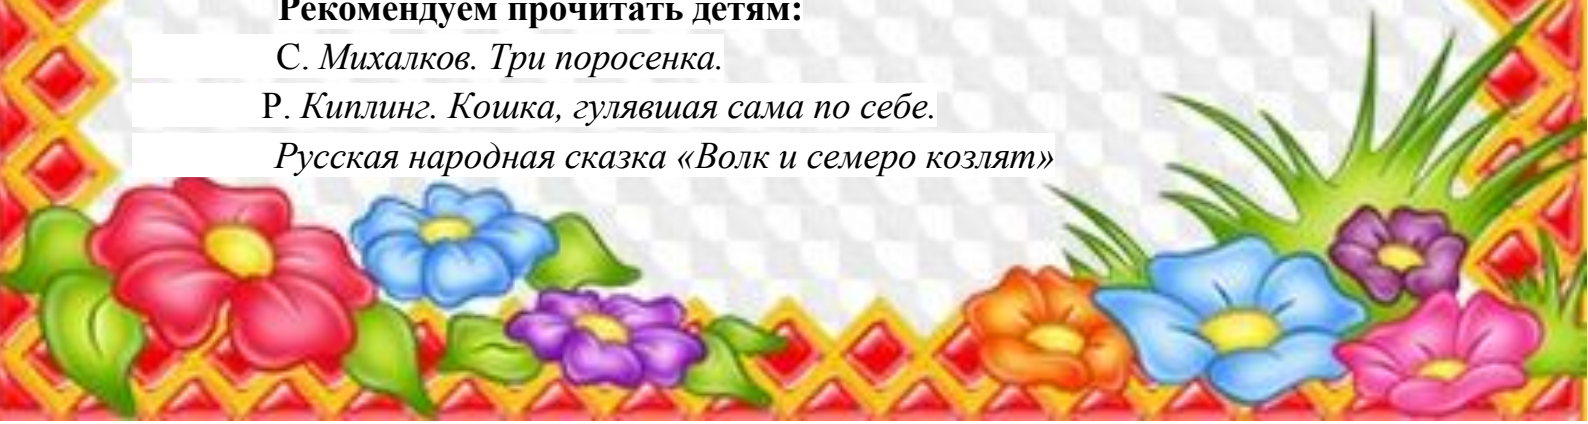 Рекомендуем прочитать детям:
С. Михалков. Три поросенка.
Р. Киплинг. Кошка, гулявшая сама по себе.
Русская народная сказка «Волк и семеро козлят»